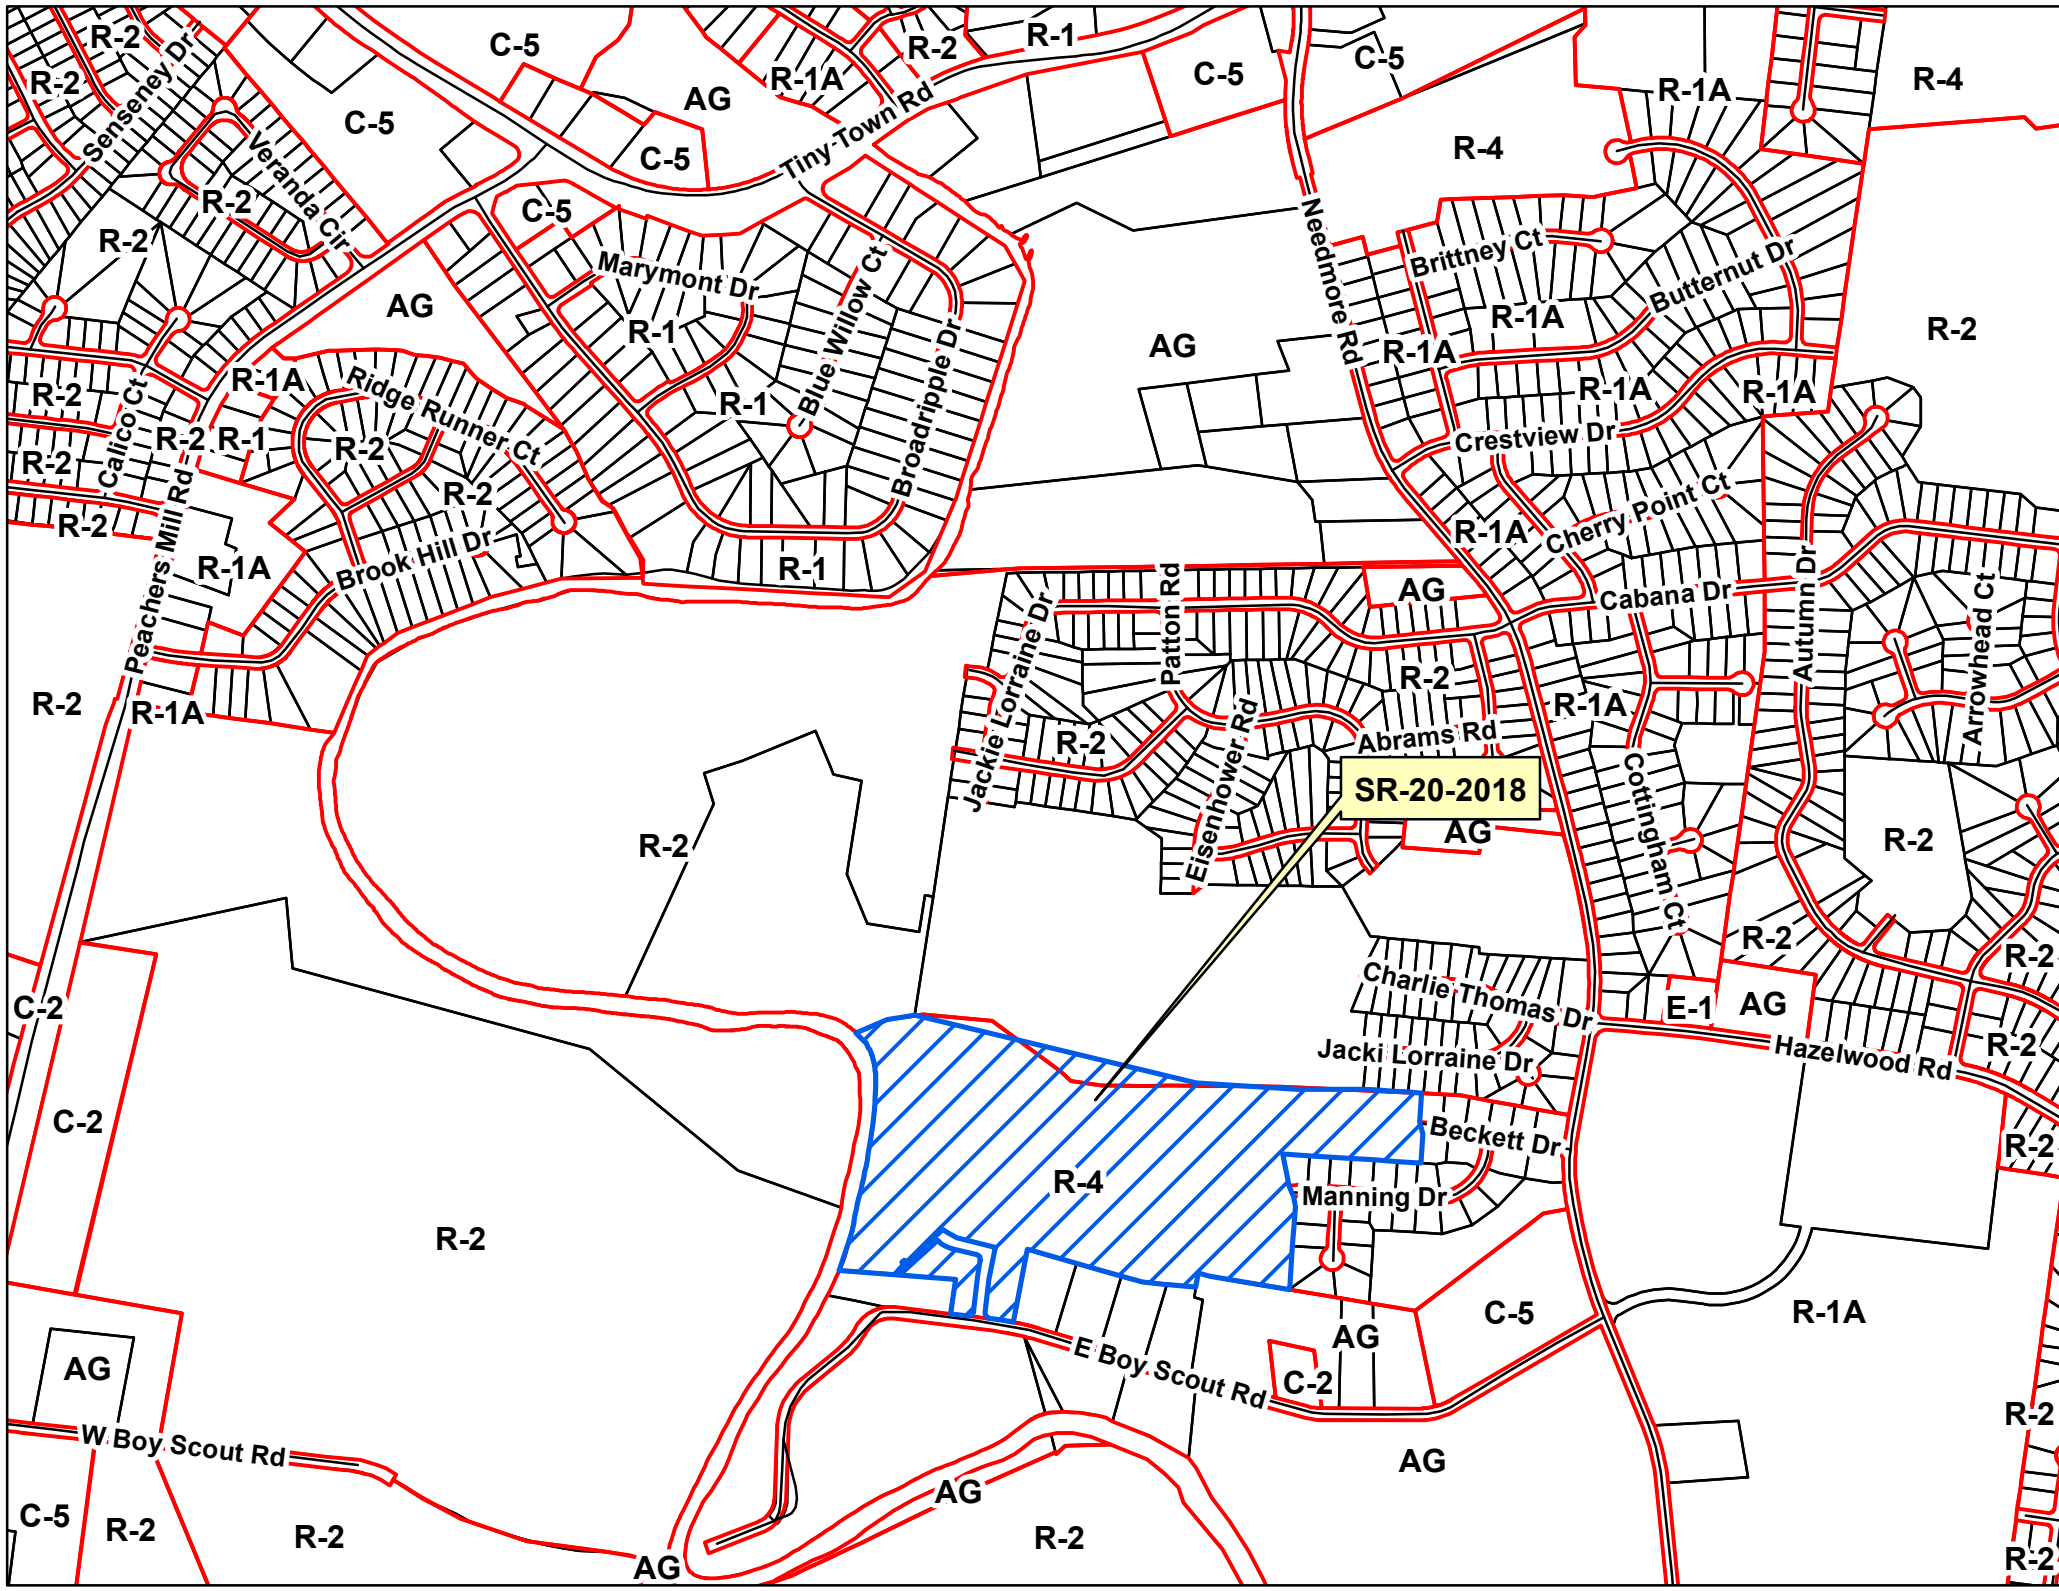 R-2
C-5
R-2
R-1
R-2
Senseney Dr
R-1A
C-5
C-5
R-1A
R-4
AG
C-5
Tiny Town Rd
C-5
R-4
Veranda Cir
R-2
C-5
R-2
Needmore Rd
Brittney Ct
Butternut Dr
Marymont Dr
Blue Willow Ct
AG
R-1
R-1A
R-2
AG
R-1A
Broadripple Dr
R-2
Calico Ct
R-1A
Ridge Runner Ct
R-1
R-1A
R-1A
R-2
R-1
R-2
Crestview Dr
R-2
R-2
Cherry Point Ct
R-2
Peachers Mill Rd
R-1A
Brook Hill Dr
R-1
R-1A
Patton Rd
AG
Cabana Dr
Autumn Dr
Arrowhead Ct
Jackie Lorraine Dr
R-2
R-2
R-1A
R-1A
R-2
Eisenhower Rd
Abrams Rd
Cottingham Ct
SR-20-2018
AG
R-2
R-2
R-2
R-2
Charlie Thomas Dr
C-2
E-1
AG
Jacki Lorraine Dr
Hazelwood Rd
R-2
C-2
Beckett Dr
R-2
R-4
Manning Dr
R-2
C-5
R-1A
AG
AG
E Boy Scout Rd
C-2
R-2
W Boy Scout Rd
AG
AG
C-5
R-2
R-2
R-2
R-2
AG